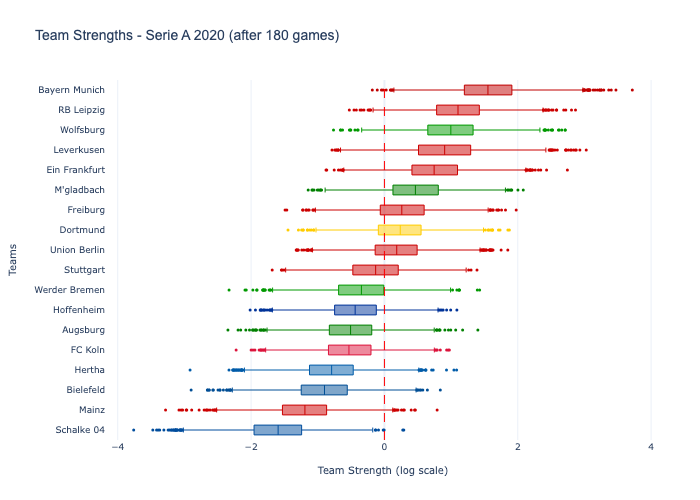 Team Strengths - Serie A 2020 (after 180 games)
Bayern Munich
RB Leipzig
Wolfsburg
Leverkusen
Ein Frankfurt
M'gladbach
Freiburg
Dortmund
Union Berlin
Stuttgart
Werder Bremen
Hoffenheim
Augsburg
FC Koln
Hertha
Bielefeld
Mainz
Schalke 04
Teams
−4 −2 0 2 4
Team Strength (log scale)